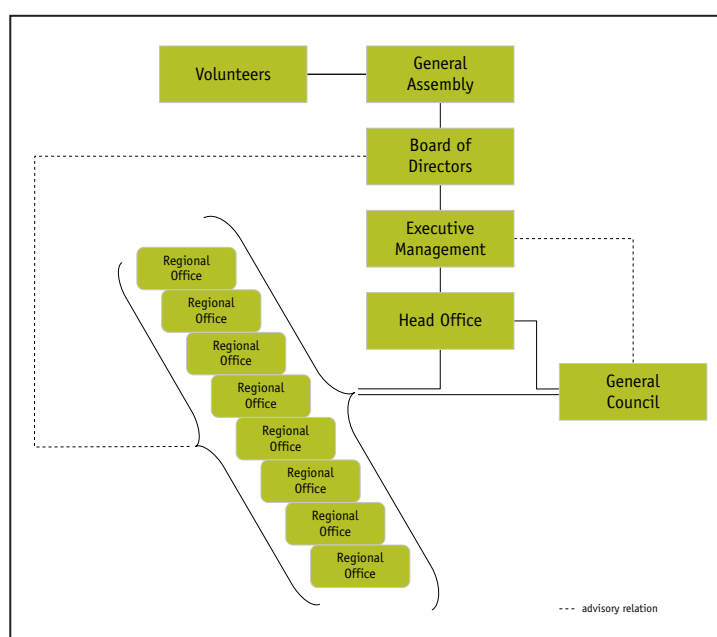 Volunteers
General
Assembly
Board of
Directors
Executive
Management
Regional
Office
Regional
Office
Head Office
Regional
Office
Regional
Office
General
Council
Regional
Office
Regional
Office
Regional
Office
Regional
Office
--- advisory relation